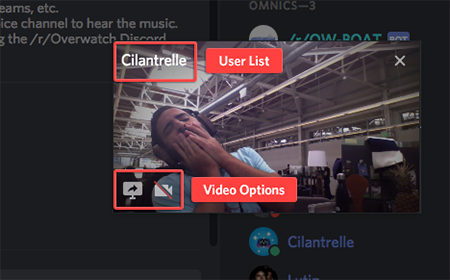 eams, etc.
ice channel to hear the music.
g the /r/Overwatch Discord
OMNICS—3
/r/OW-BOAT BOT
Cilantrelle
User List
Video Options
Cilantrelle